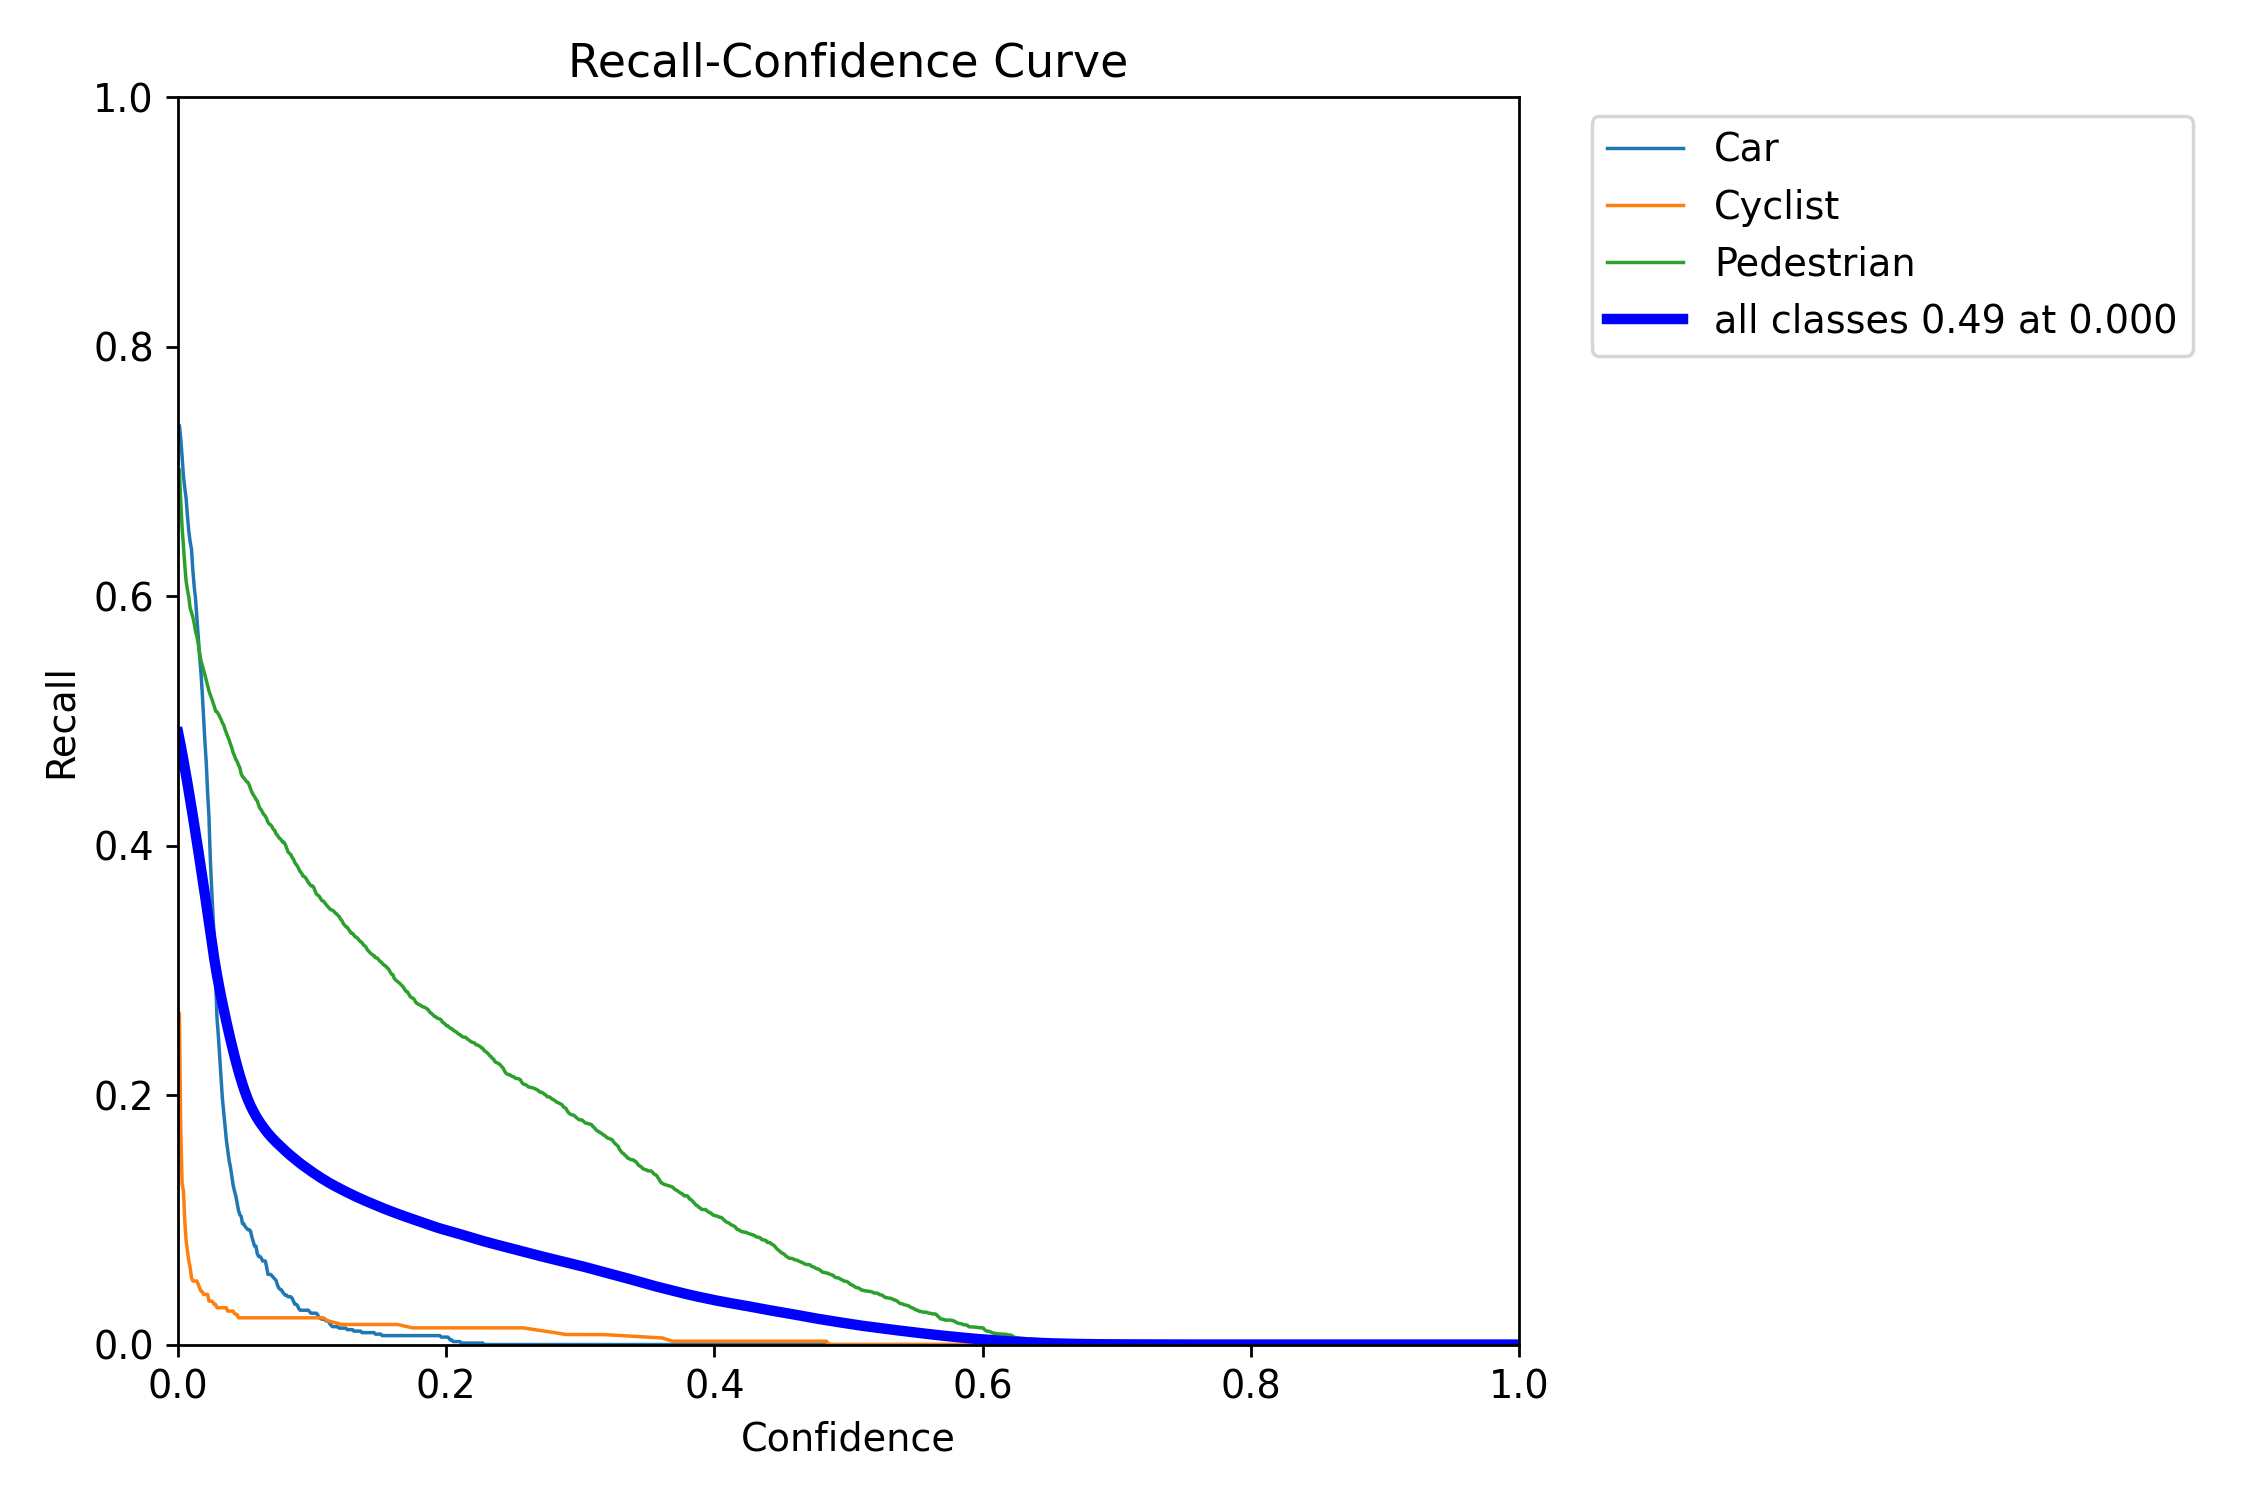 Recall-Confidence Curve
1.0
0.8
0.6
0.4
0.2
0.0
Recall
0.0 0.2 0.4 0.6 0.8 1.0
Confidence
Car
Cyclist
Pedestrian
all classes 0.49 at 0.000